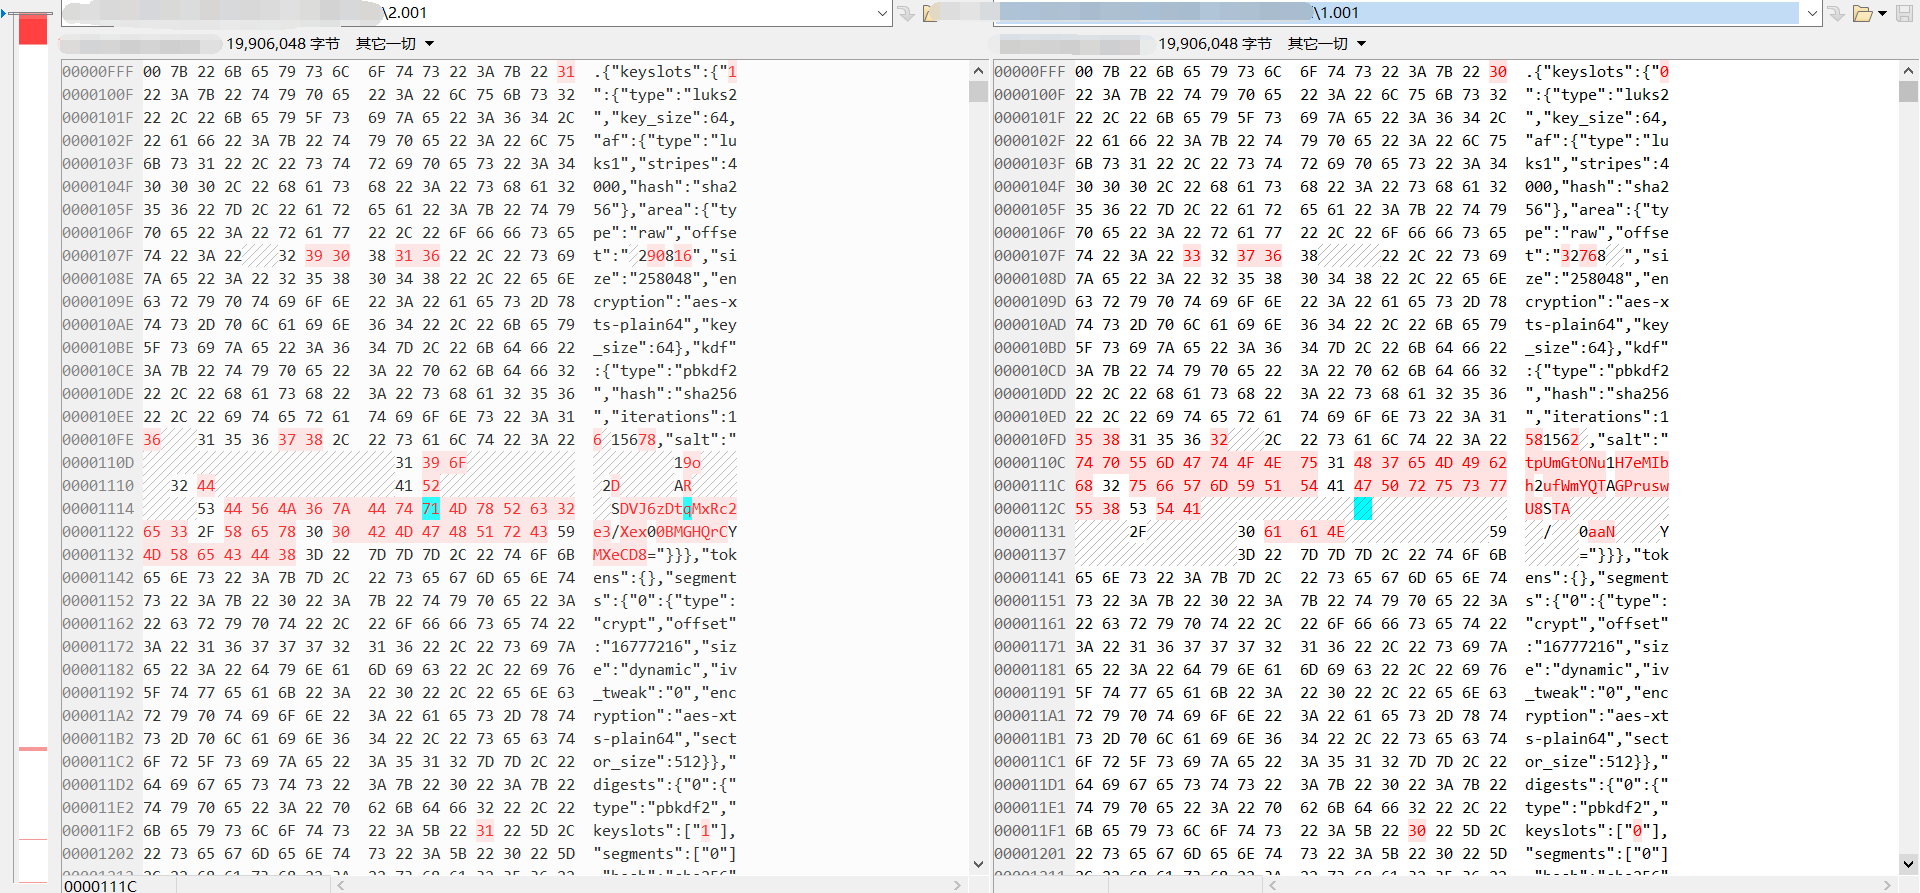 \2.001
19,906,048 字节 其它一切
00000FFF 00 7B 22 6B 65 79 73 6C 6F 74 73 22 3A 7B 22 31 .{"keyslots":{"1
0000100F 22 3A 7B 22 74 79 70 65 22 3A 22 6C 75 6B 73 32 ":{"type":"luks2
0000101F 22 2C 22 6B 65 79 5F 73 69 7A 65 22 3A 36 34 2C ","key_size":64,
0000102F 22 61 66 22 3A 7B 22 74 79 70 65 22 3A 22 6C 75 "af":{"type":"lu
0000103F 6B 73 31 22 2C 22 73 74 72 69 70 65 73 22 3A 34 ks1","stripes":4
0000104F 30 30 30 2C 22 68 61 73 68 22 3A 22 73 68 61 32 000,"hash":"sha2
0000105F 35 36 22 7D 2C 22 61 72 65 61 22 3A 7B 22 74 79 56"},"area":{"ty
0000106F 70 65 22 3A 22 72 61 77 22 2C 22 6F 66 66 73 65 pe":"raw","offse
0000107F 74 22 3A 22 32 39 30 38 31 36 22 2C 22 73 69 t":"290816","si
0000108E 7A 65 22 3A 22 32 35 38 30 34 38 22 2C 22 65 6E ze":"258048","en
0000109E 63 72 79 70 74 69 6F 6E 22 3A 22 61 65 73 2D 78 cryption":"aes-x
000010AE 74 73 2D 70 6C 61 69 6E 36 34 22 2C 22 6B 65 79 ts-plain64","key
000010BE 5F 73 69 7A 65 22 3A 36 34 7D 2C 22 6B 64 66 22 _size":64},"kdf"
000010CE 3A 7B 22 74 79 70 65 22 3A 22 70 62 6B 64 66 32 :{"type":"pbkdf2
000010DE 22 2C 22 68 61 73 68 22 3A 22 73 68 61 32 35 36 ","hash":"sha256
000010EE 22 2C 22 69 74 65 72 61 74 69 6F 6E 73 22 3A 31 ","iterations":1
000010FE 36 31 35 36 37 38 2C 22 73 61 6C 74 22 3A 22 6 15678,"salt":"
0000110D 31 39 6F 19o
00001110 32 44 41 52 2D AR
00001114 53 44 56 4A 36 7A 44 74 71 4D 78 52 63 32 SDVJ6zDtqMxRc2
00001122 65 33 2F 58 65 78 30 30 42 4D 47 48 51 72 43 59 e3/Xex00BMGHQrCY
00001132 4D 58 65 43 44 38 3D 22 7D 7D 7D 2C 22 74 6F 6B MXeCD8="}}},"tok
00001142 65 6E 73 22 3A 7B 7D 2C 22 73 65 67 6D 65 6E 74 ens":{},"segment
00001152 73 22 3A 7B 22 30 22 3A 7B 22 74 79 70 65 22 3A s":{"0":{"type":
00001162 22 63 72 79 70 74 22 2C 22 6F 66 66 73 65 74 22 "crypt","offset"
00001172 3A 22 31 36 37 37 37 32 31 36 22 2C 22 73 69 7A :"16777216","siz
00001182 65 22 3A 22 64 79 6E 61 6D 69 63 22 2C 22 69 76 e":"dynamic","iv
00001192 5F 74 77 65 61 6B 22 3A 22 30 22 2C 22 65 6E 63 _tweak":"0","enc
000011A2 72 79 70 74 69 6F 6E 22 3A 22 61 65 73 2D 78 74 ryption":"aes-xt
000011B2 73 2D 70 6C 61 69 6E 36 34 22 2C 22 73 65 63 74 s-plain64","sect
000011C2 6F 72 5F 73 69 7A 65 22 3A 35 31 32 7D 7D 2C 22 or_size":512}},"
000011D2 64 69 67 65 73 74 73 22 3A 7B 22 30 22 3A 7B 22 digests":{"0":{"
000011E2 74 79 70 65 22 3A 22 70 62 6B 64 66 32 22 2C 22 type":"pbkdf2","
000011F2 6B 65 79 73 6C 6F 74 73 22 3A 5B 22 31 22 5D 2C keyslots":["1"],
00001202 22 73 65 67 6D 65 6E 74 73 22 3A 5B 22 30 22 5D "segments":["0"]
0000111C
\1.001
19,906,048 字节 其它一切
00000FFF 00 7B 22 6B 65 79 73 6C 6F 74 73 22 3A 7B 22 30 .{"keyslots":{"0
0000100F 22 3A 7B 22 74 79 70 65 22 3A 22 6C 75 6B 73 32 ":{"type":"luks2
0000101F 22 2C 22 6B 65 79 5F 73 69 7A 65 22 3A 36 34 2C ","key_size":64,
0000102F 22 61 66 22 3A 7B 22 74 79 70 65 22 3A 22 6C 75 "af":{"type":"lu
0000103F 6B 73 31 22 2C 22 73 74 72 69 70 65 73 22 3A 34 ks1","stripes":4
0000104F 30 30 30 2C 22 68 61 73 68 22 3A 22 73 68 61 32 000,"hash":"sha2
0000105F 35 36 22 7D 2C 22 61 72 65 61 22 3A 7B 22 74 79 56"},"area":{"ty
0000106F 70 65 22 3A 22 72 61 77 22 2C 22 6F 66 66 73 65 pe":"raw","offse
0000107F 74 22 3A 22 33 32 37 36 38 22 2C 22 73 69 t":"32768 ","si
0000108D 7A 65 22 3A 22 32 35 38 30 34 38 22 2C 22 65 6E ze":"258048","en
0000109D 63 72 79 70 74 69 6F 6E 22 3A 22 61 65 73 2D 78 cryption":"aes-x
000010AD 74 73 2D 70 6C 61 69 6E 36 34 22 2C 22 6B 65 79 ts-plain64","key
000010BD 5F 73 69 7A 65 22 3A 36 34 7D 2C 22 6B 64 66 22 _size":64},"kdf"
000010CD 3A 7B 22 74 79 70 65 22 3A 22 70 62 6B 64 66 32 :{"type":"pbkdf2
000010DD 22 2C 22 68 61 73 68 22 3A 22 73 68 61 32 35 36 ","hash":"sha256
000010ED 22 2C 22 69 74 65 72 61 74 69 6F 6E 73 22 3A 31 ","iterations":1
000010FD 35 38 31 35 36 32 2C 22 73 61 6C 74 22 3A 22 581562 ,"salt":"
0000110C 74 70 55 6D 47 74 4F 4E 75 31 48 37 65 4D 49 62 tpUmGtONu1H7eMIb
0000111C 68 32 75 66 57 6D 59 51 54 41 47 50 72 75 73 77 h2ufWmYQTAGPrusw
0000112C 55 38 53 54 41 U8STA
00001131 2F 30 61 61 4E 59 / 0aaN Y
00001137 3D 22 7D 7D 7D 2C 22 74 6F 6B ="}}},"tok
00001141 65 6E 73 22 3A 7B 7D 2C 22 73 65 67 6D 65 6E 74 ens":{},"segment
00001151 73 22 3A 7B 22 30 22 3A 7B 22 74 79 70 65 22 3A s":{"0":{"type":
00001161 22 63 72 79 70 74 22 2C 22 6F 66 66 73 65 74 22 "crypt","offset"
00001171 3A 22 31 36 37 37 37 32 31 36 22 2C 22 73 69 7A :"16777216","siz
00001181 65 22 3A 22 64 79 6E 61 6D 69 63 22 2C 22 69 76 e":"dynamic","iv
00001191 5F 74 77 65 61 6B 22 3A 22 30 22 2C 22 65 6E 63 _tweak":"0","enc
000011A1 72 79 70 74 69 6F 6E 22 3A 22 61 65 73 2D 78 74 ryption":"aes-xt
000011B1 73 2D 70 6C 61 69 6E 36 34 22 2C 22 73 65 63 74 s-plain64","sect
000011C1 6F 72 5F 73 69 7A 65 22 3A 35 31 32 7D 7D 2C 22 or_size":512}},"
000011D1 64 69 67 65 73 74 73 22 3A 7B 22 30 22 3A 7B 22 digests":{"0":{"
000011E1 74 79 70 65 22 3A 22 70 62 6B 64 66 32 22 2C 22 type":"pbkdf2","
000011F1 6B 65 79 73 6C 6F 74 73 22 3A 5B 22 30 22 5D 2C keyslots":["0"],
00001201 22 73 65 67 6D 65 6E 74 73 22 3A 5B 22 30 22 5D "segments":["0"]